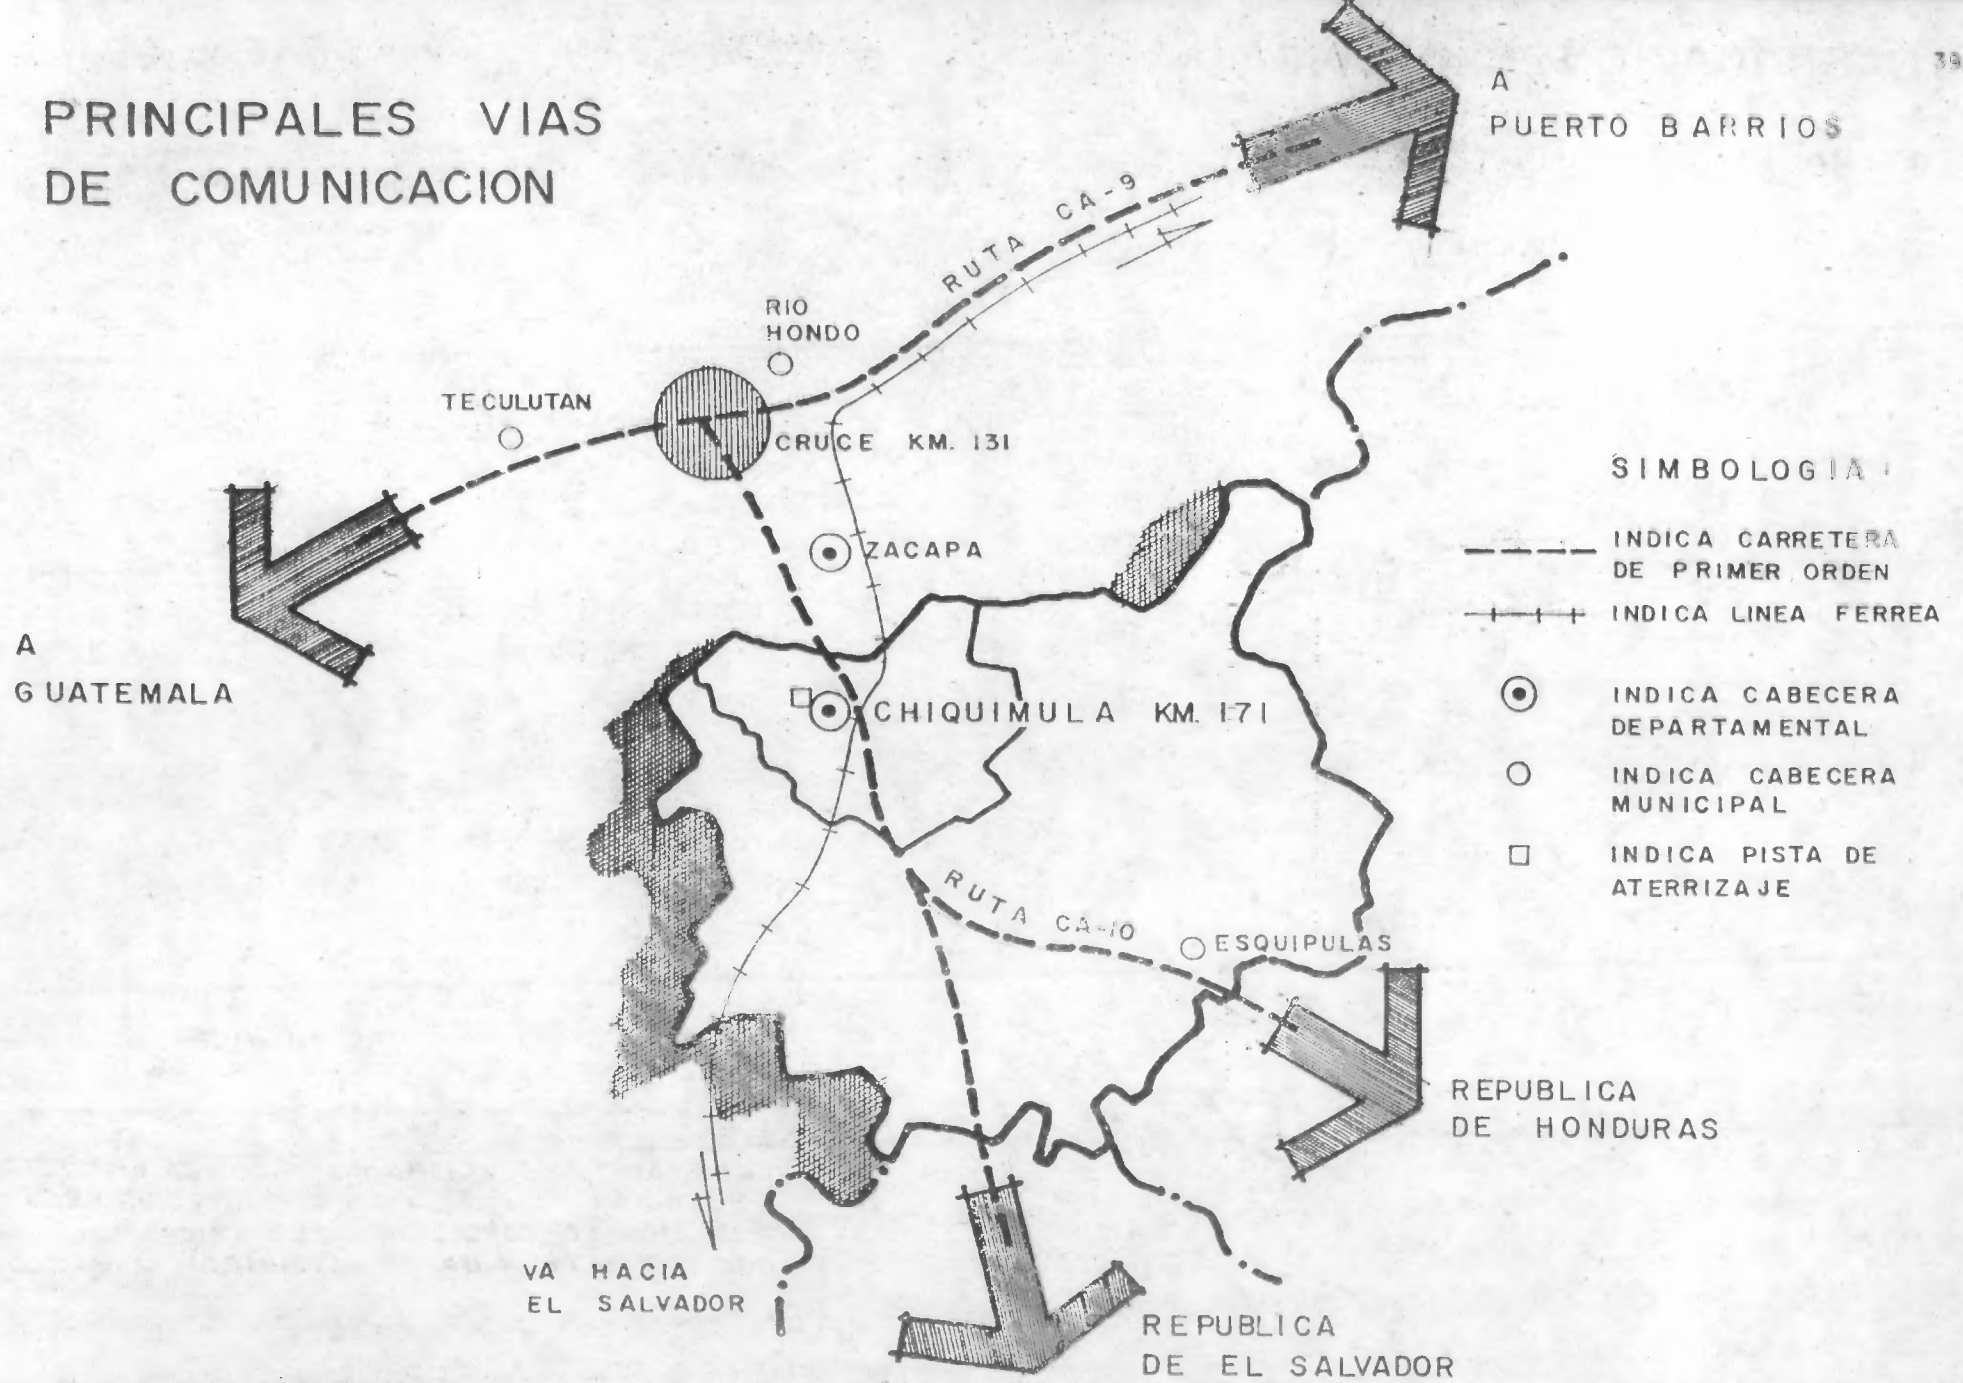 39
PRINCIPALES VIAS
DE COMUNICACION
A
PUERTO BARRIOS
RUTA CA-9
RIO
HONDO
TECULUTAN
CRUCE KM. 131
ZACAPA
A
GUATEMALA
CHIQUIMULA KM. 171
RUTA CA-10
ESQUIPULAS
REPUBLICA
DE HONDURAS
VA HACIA
EL SALVADOR
REPUBLICA
DE EL SALVADOR
SIMBOLOGIA
INDICA CARRETERA
DE PRIMER ORDEN
INDICA LINEA FERREA
INDICA CABECERA
DEPARTAMENTAL
INDICA CABECERA
MUNICIPAL
INDICA PISTA DE
ATERRIZAJE